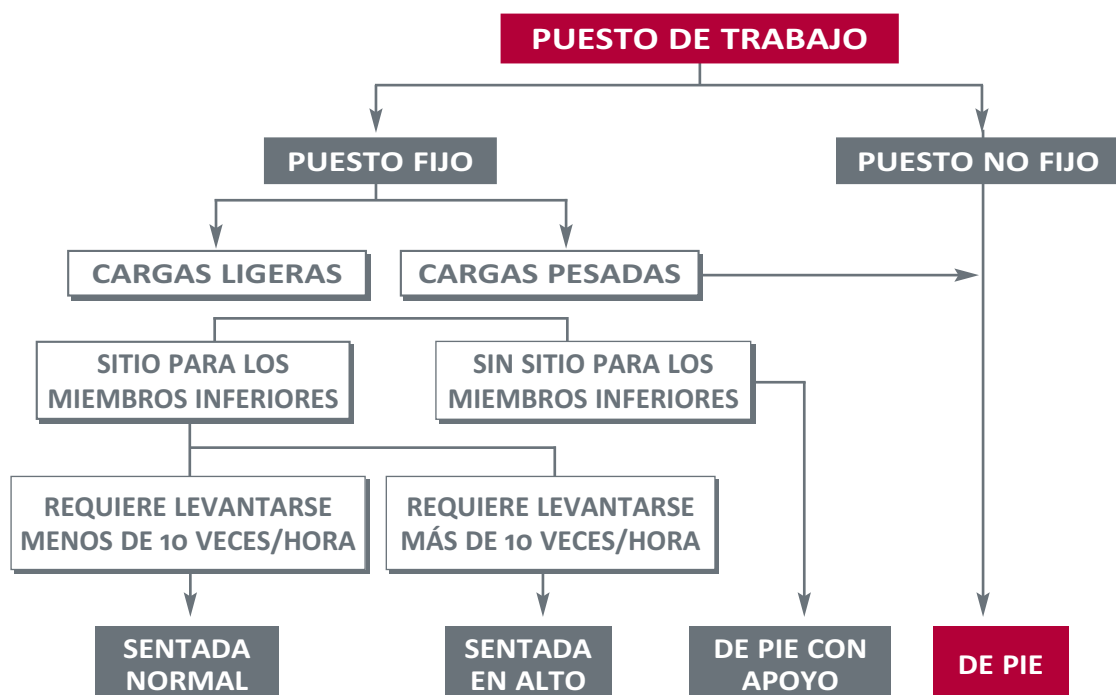 PUESTO DE TRABAJO
PUESTO FIJO
PUESTO NO FIJO
CARGAS LIGERAS
CARGAS PESADAS
SITIO PARA LOS
MIEMBROS INFERIORES
SIN SITIO PARA LOS
MIEMBROS INFERIORES
REQUIERE LEVANTARSE
MENOS DE 10 VECES/HORA
REQUIERE LEVANTARSE
MÁS DE 10 VECES/HORA
SENTADA
NORMAL
SENTADA
EN ALTO
DE PIE CON
APOYO
DE PIE